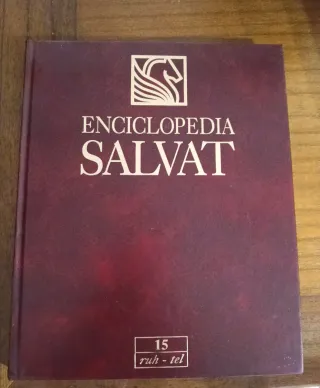 ENCICLOPEDIA
SALVAT
15
ruh - tel